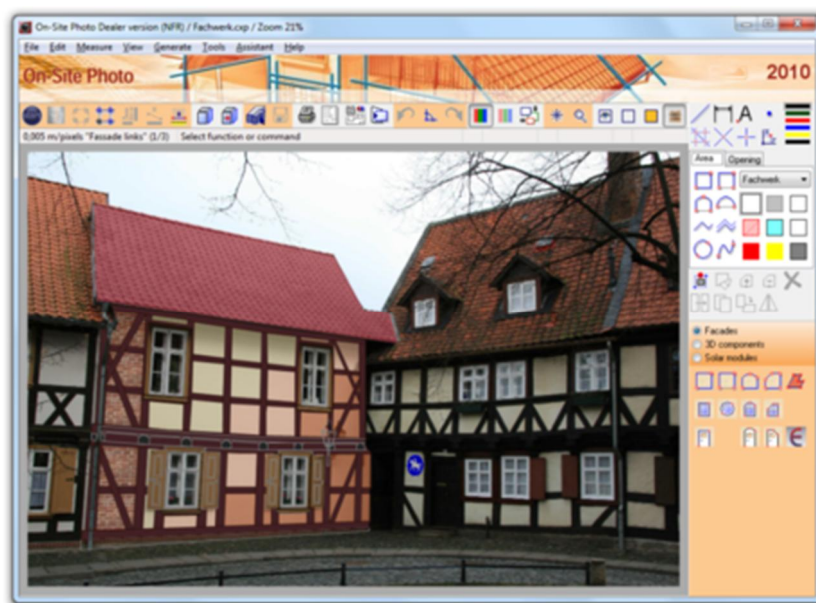 On-Site Photo Dealer version (NFR) / Fachwerk.cxp / Zoom 21%
File Edit Measure View Generate Tools Assistant Help
On-Site Photo
2010
0,005 m/pixels "Fassade links" (1/3) Select function or command
Area Opening
Fachwerk
Facades
3D components
Solar modules